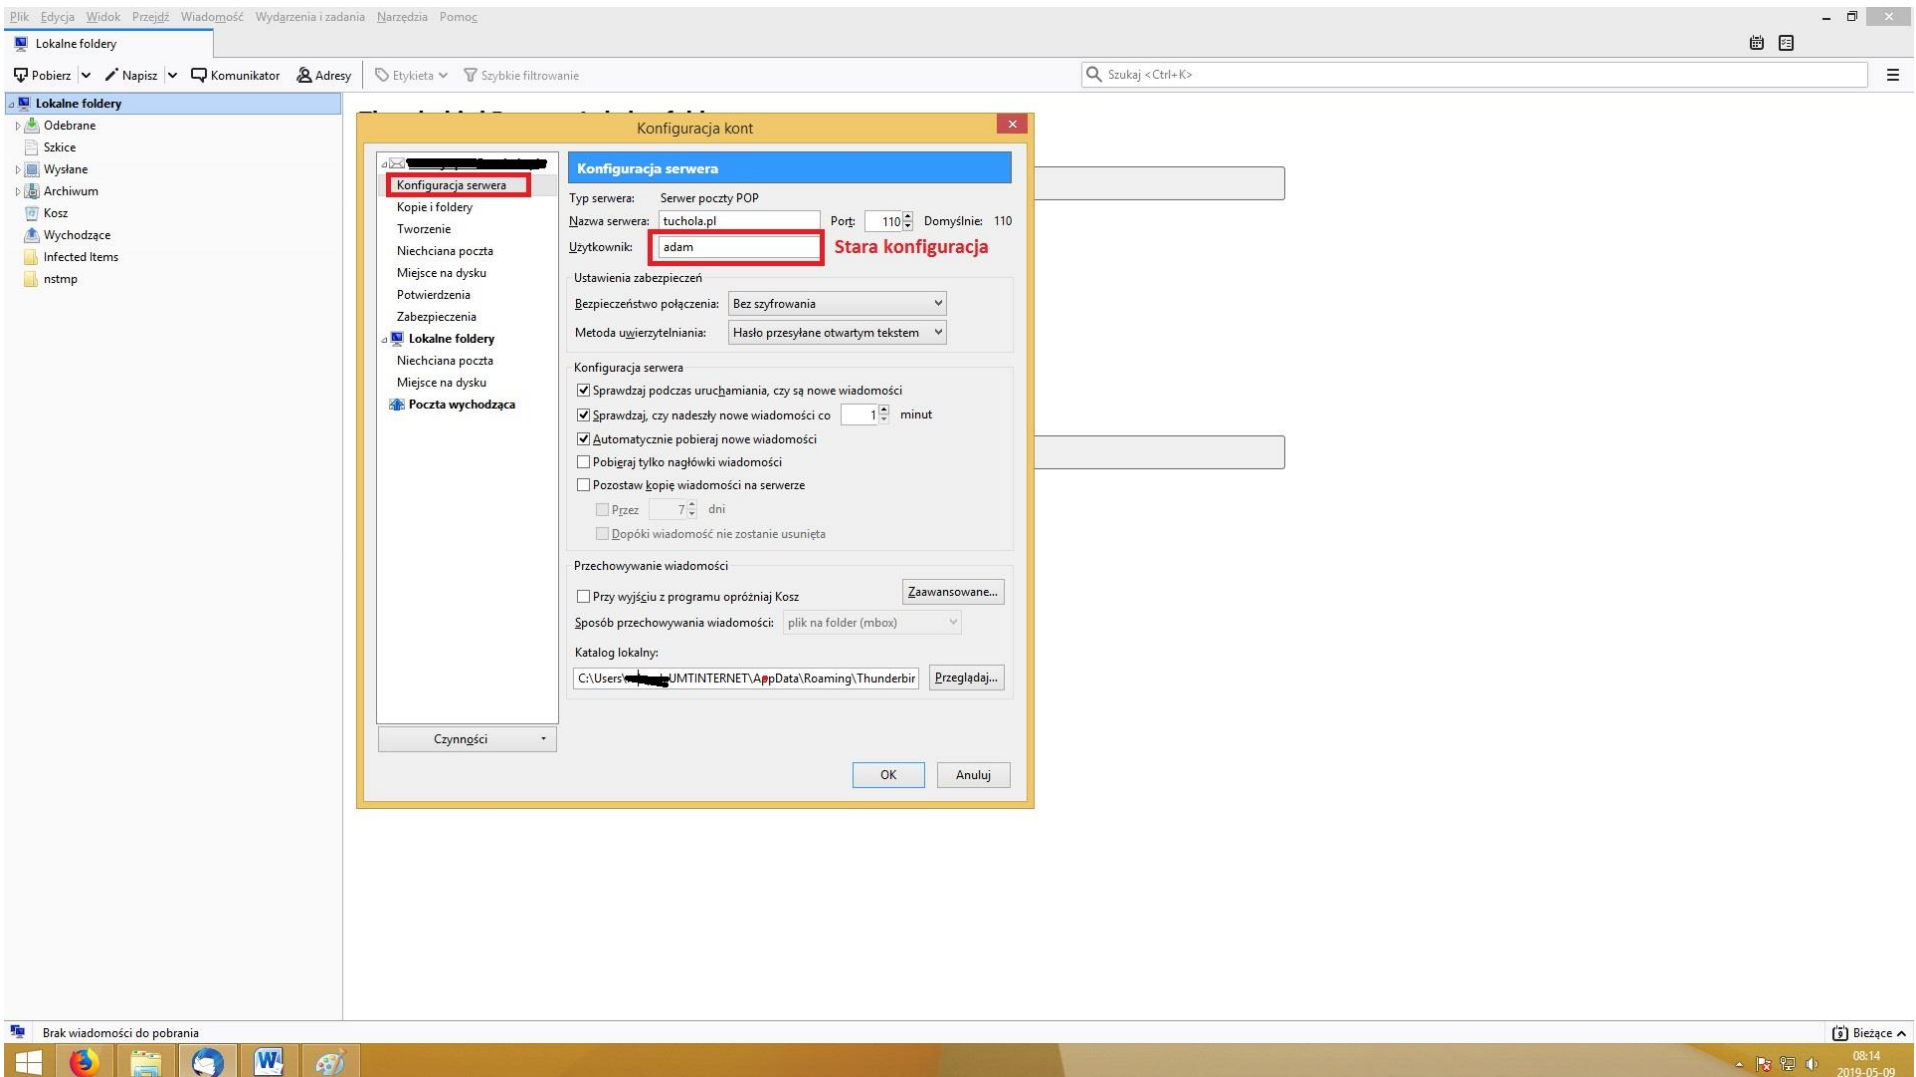 Plik Edycja Widok Przejdź Wiadomość Wydarzenia i zadania Narzędzia Pomoc
Lokalne foldery
Pobierz Napisz Komunikator Adresy Etykieta Szybkie filtrowanie Szukaj <Ctrl+K>
Lokalne foldery
Odebrane
Szkice
Wysłane
Archiwum
Kosz
Wychodzące
Infected Items
nstmp
Konfiguracja kont
Konfiguracja serwera
Kopie i foldery
Tworzenie
Niechciana poczta
Miejsce na dysku
Potwierdzenia
Zabezpieczenia
Lokalne foldery
Niechciana poczta
Miejsce na dysku
Poczta wychodząca
Czynności
Konfiguracja serwera
Typ serwera: Serwer poczty POP
Nazwa serwera: tuchola.pl Port: 110 Domyślnie: 110
Użytkownik: adam Stara konfiguracja
Ustawienia zabezpieczeń
Bezpieczeństwo połączenia: Bez szyfrowania
Metoda uwierzytelniania: Hasło przesyłane otwartym tekstem
Konfiguracja serwera
Sprawdzaj podczas uruchamiania, czy są nowe wiadomości
Sprawdzaj, czy nadeszły nowe wiadomości co 1 minut
Automatycznie pobieraj nowe wiadomości
Pobieraj tylko nagłówki wiadomości
Pozostaw kopię wiadomości na serwerze
Przez 7 dni
Dopóki wiadomość nie zostanie usunięta
Przechowywanie wiadomości
Przy wyjściu z programu opróżniaj Kosz Zaawansowane...
Sposób przechowywania wiadomości: plik na folder (mbox)
Katalog lokalny:
C:\Users\ UMTINTERNET\AppData\Roaming\Thunderbir Przeglądaj...
OK Anuluj
Brak wiadomości do pobrania
Bieżące
08:14
2019-05-09